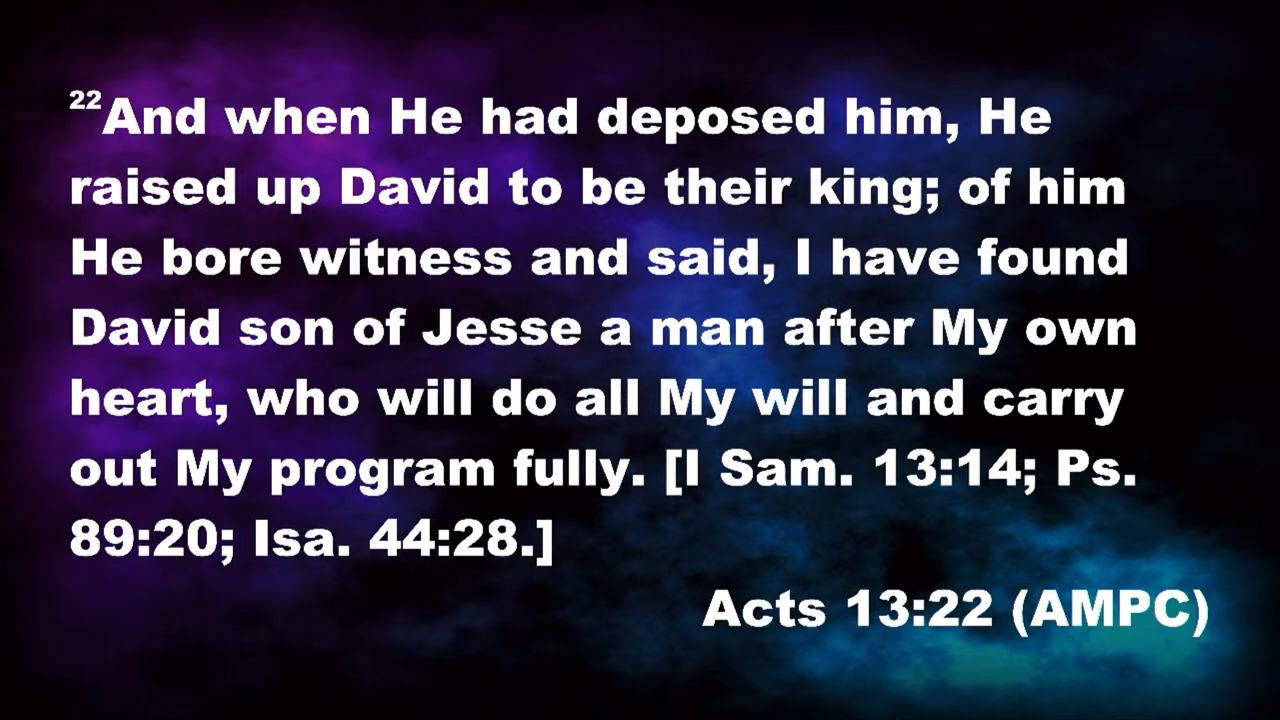 22And when He had deposed him, He
raised up David to be their king; of him
He bore witness and said, I have found
David son of Jesse a man after My own
heart, who will do all My will and carry
out My program fully. [I Sam. 13:14; Ps.
89:20; Isa. 44:28.]
Acts 13:22 (AMPC)